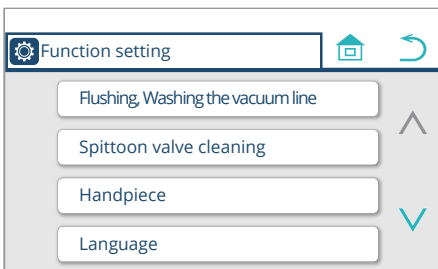 Function setting
Flushing, Washing the vacuum line
Spittoon valve cleaning
Handpiece
Language